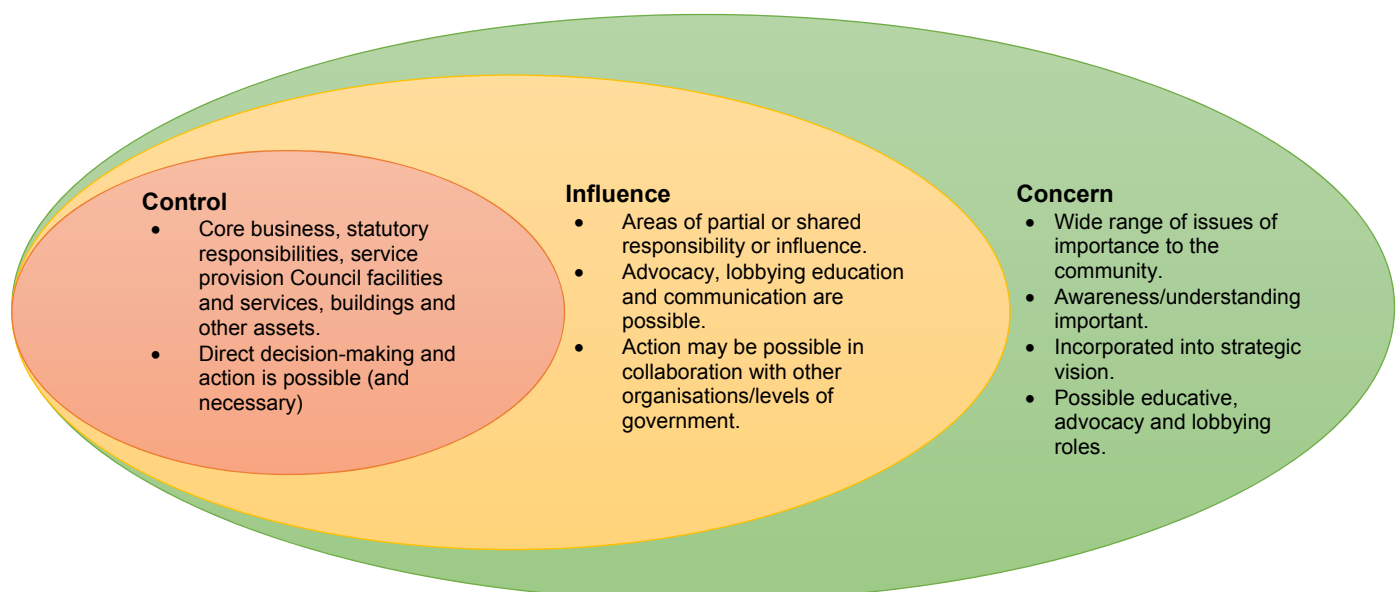 Control
• Core business, statutory
responsibilities, service
provision Council facilities
and services, buildings and
other assets.
• Direct decision-making and
action is possible (and
necessary)
Influence
• Areas of partial or shared
responsibility or influence.
• Advocacy, lobbying education
and communication are
possible.
• Action may be possible in
collaboration with other
organisations/levels of
government.
Concern
• Wide range of issues of
importance to the
community.
• Awareness/understanding
important.
• Incorporated into strategic
vision.
• Possible educative,
advocacy and lobbying
roles.